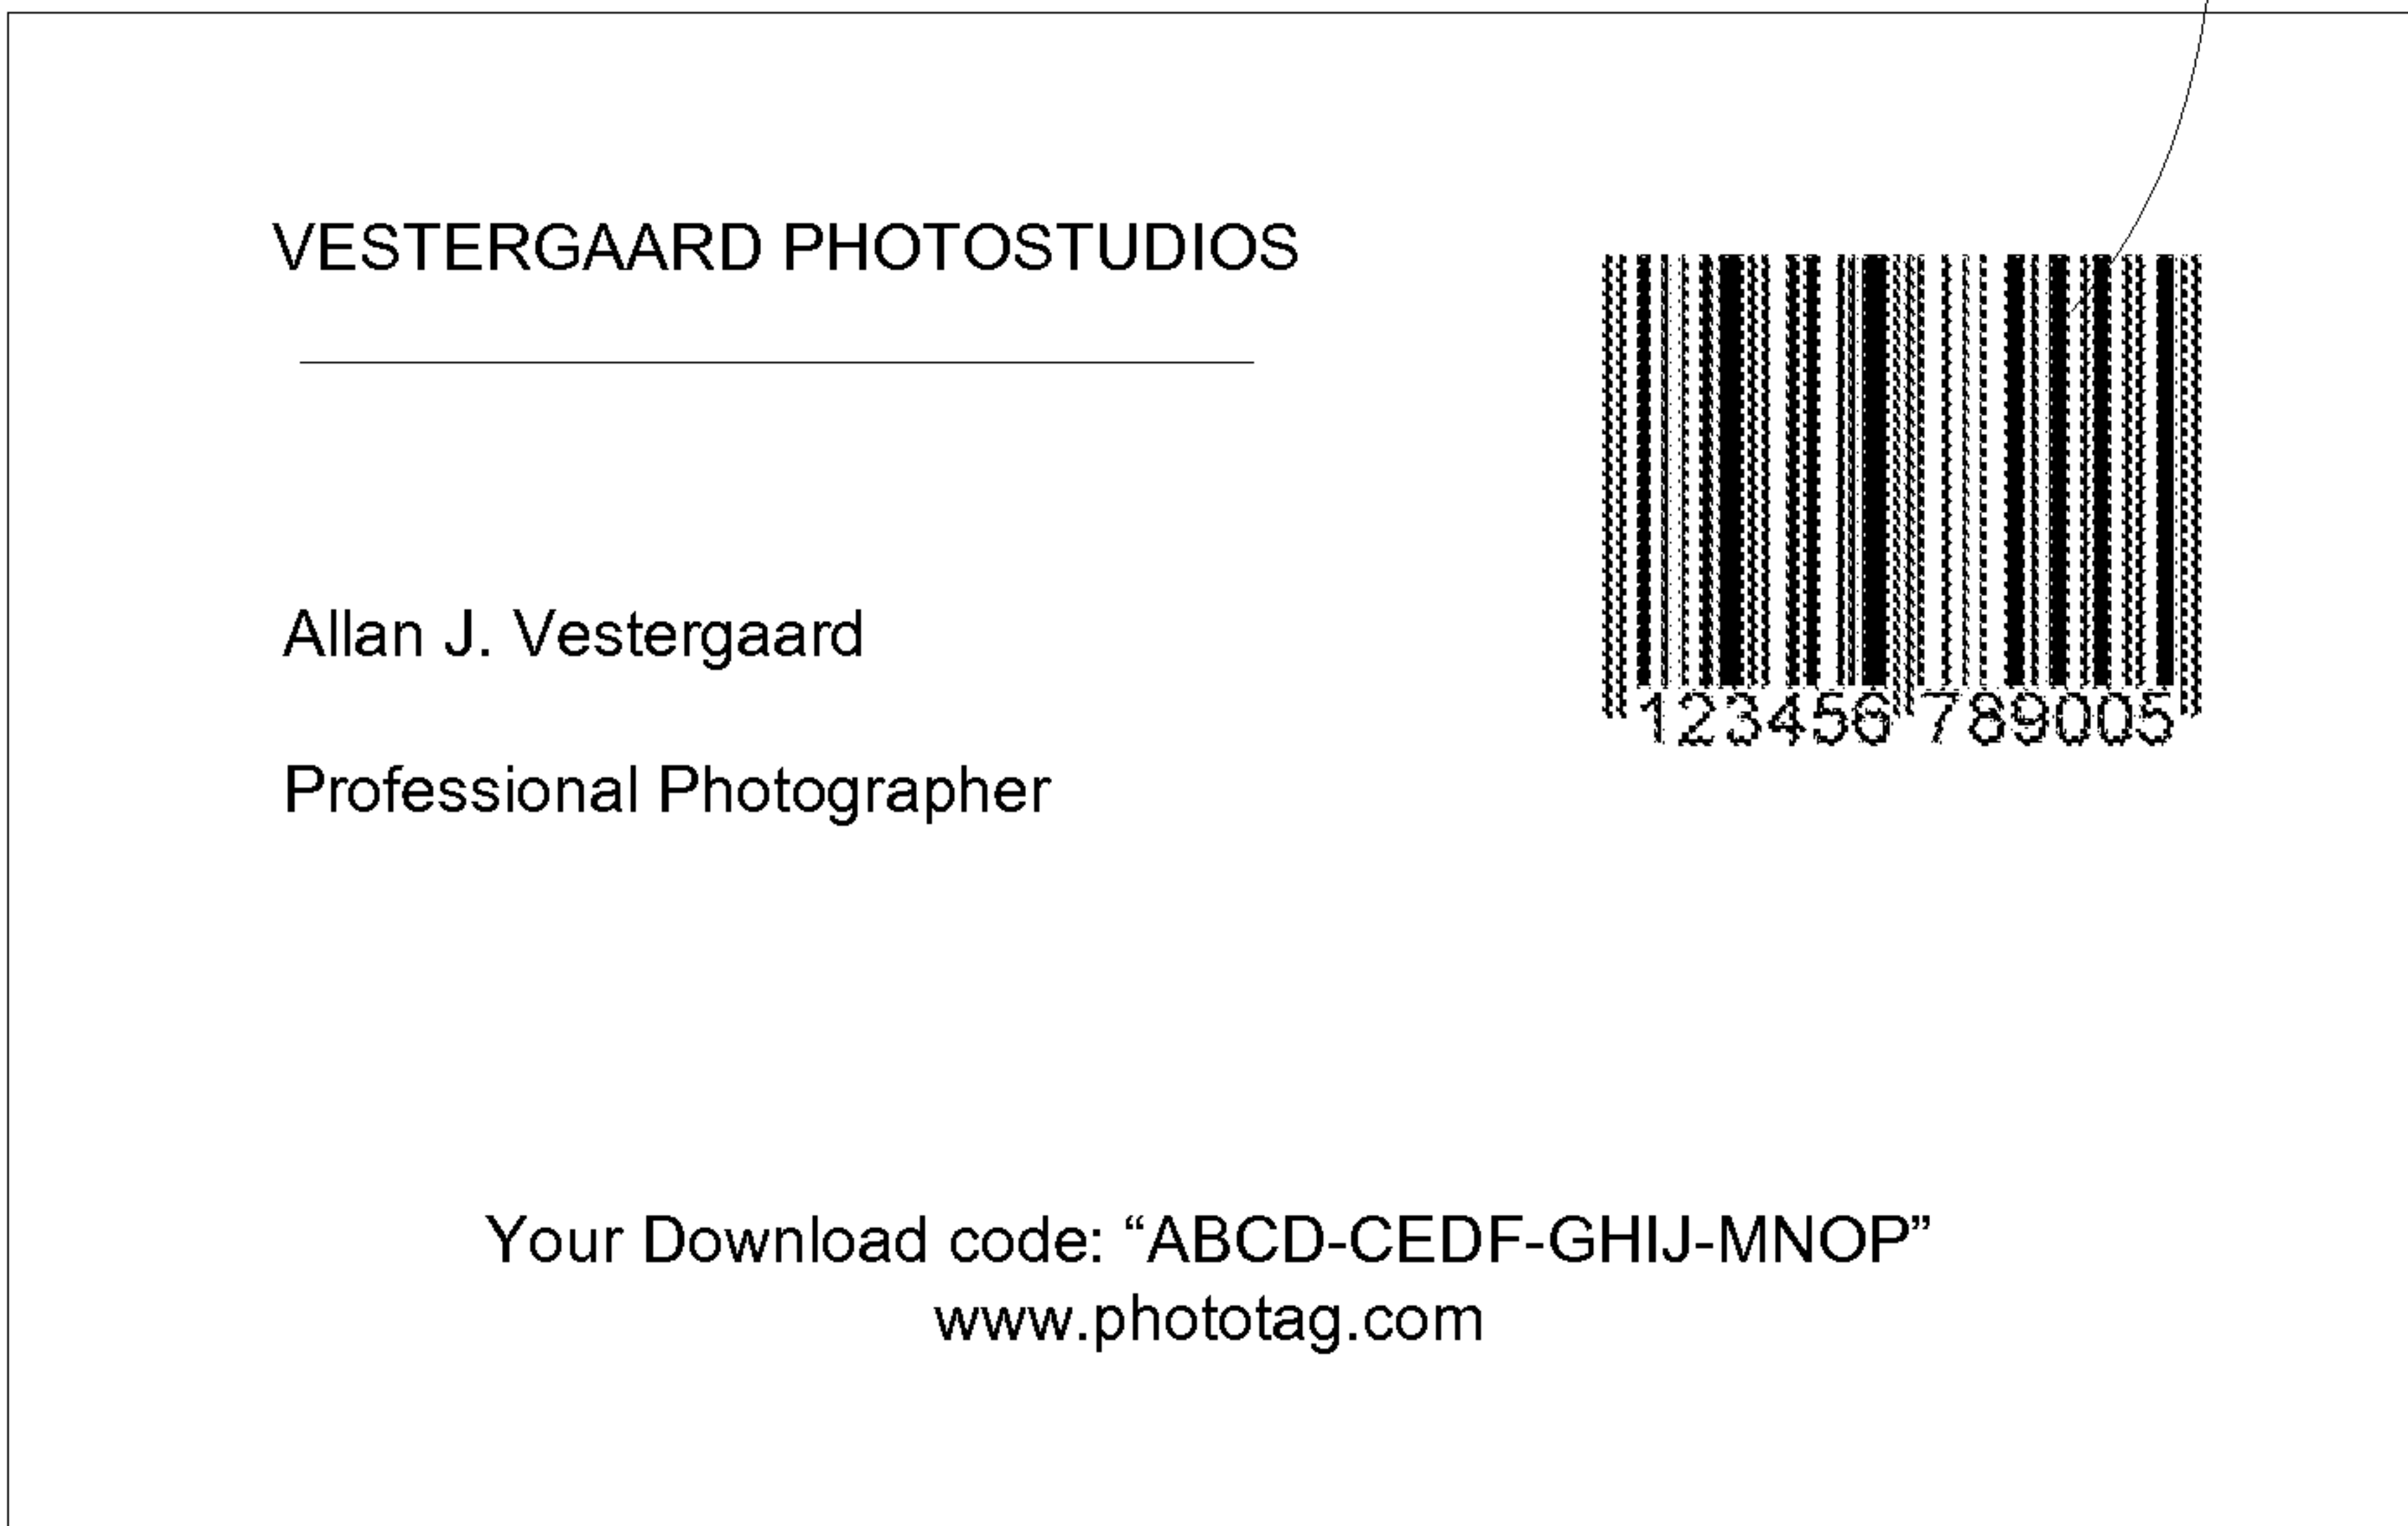 VESTERGAARD PHOTOSTUDIOS
Allan J. Vestergaard
Professional Photographer
123456 789005
Your Download code: “ABCD-CEDF-GHIJ-MNOP”
www.phototag.com